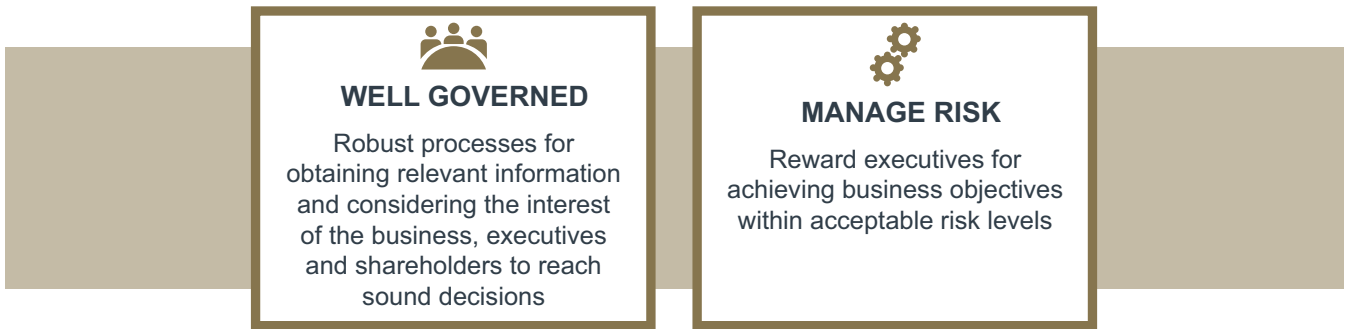 WELL GOVERNED
Robust processes for
obtaining relevant information
and considering the interest
of the business, executives
and shareholders to reach
sound decisions
MANAGE RISK
Reward executives for
achieving business objectives
within acceptable risk levels